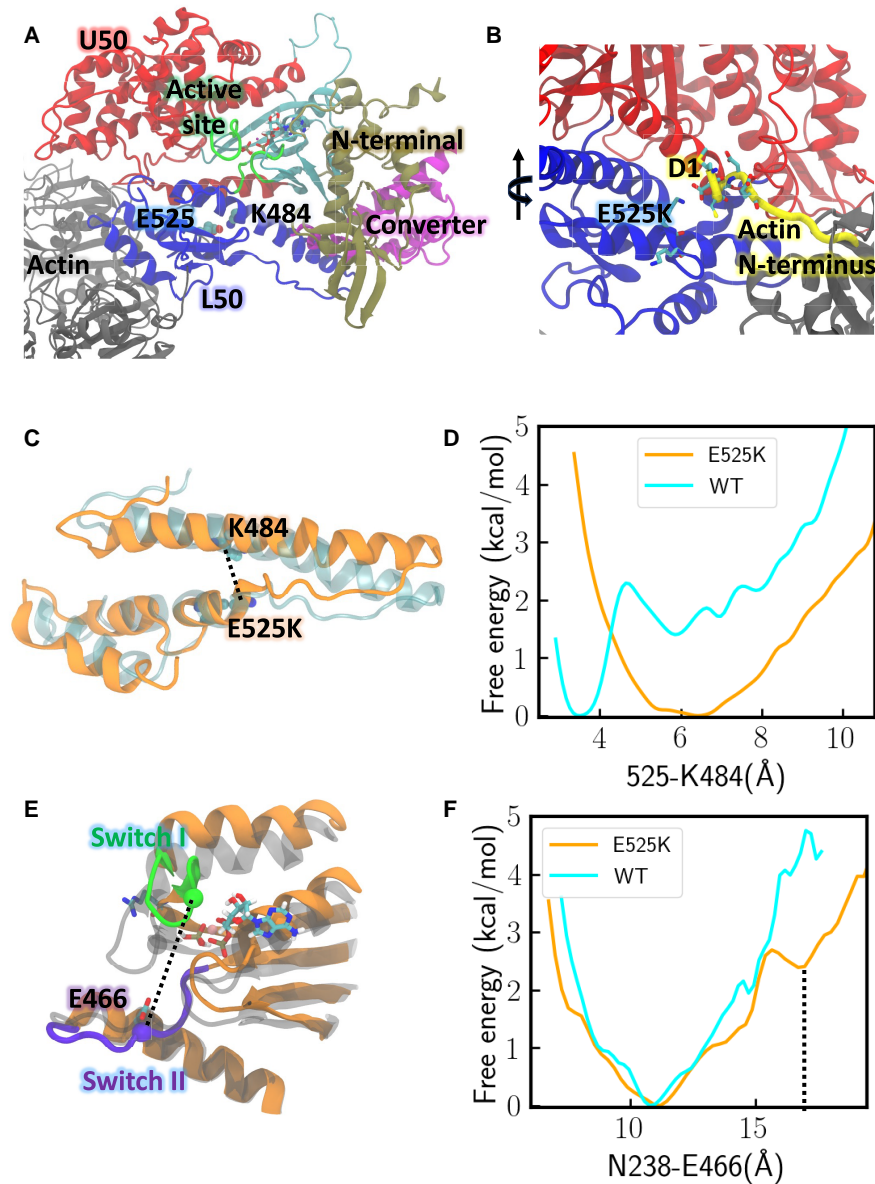 A
U50
Active
site
N-terminal
E525
K484
Converter
Actin
L50
B
D1
E525K
Actin
N-terminus
C
K484
E525K
D
5
4
3
2
1
0
Free energy (kcal/mol)
E525K
WT
4
6
8
10
525-K484(Å)
E
Switch I
E466
Switch II
F
5
4
3
2
1
0
Free energy (kcal/mol)
E525K
WT
10
15
N238-E466(Å)